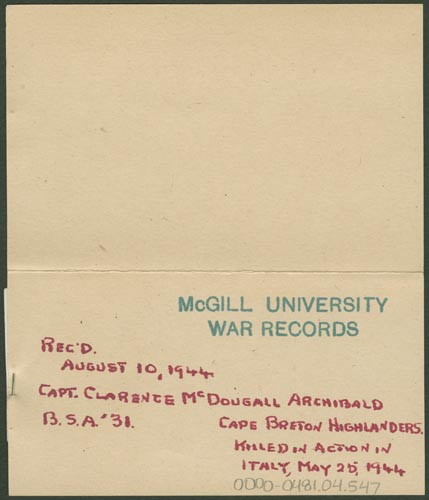 McGILL UNIVERSITY
WAR RECORDS
REC'D.
AUGUST 10, 1944
CAPT. CLARENCE McDOUGALL ARCHIBALD
B.S.A. '31. CAPE BRETON HIGHLANDERS.
KILLED IN ACTION IN
ITALY, MAY 25, 1944
0000-0481.04.547